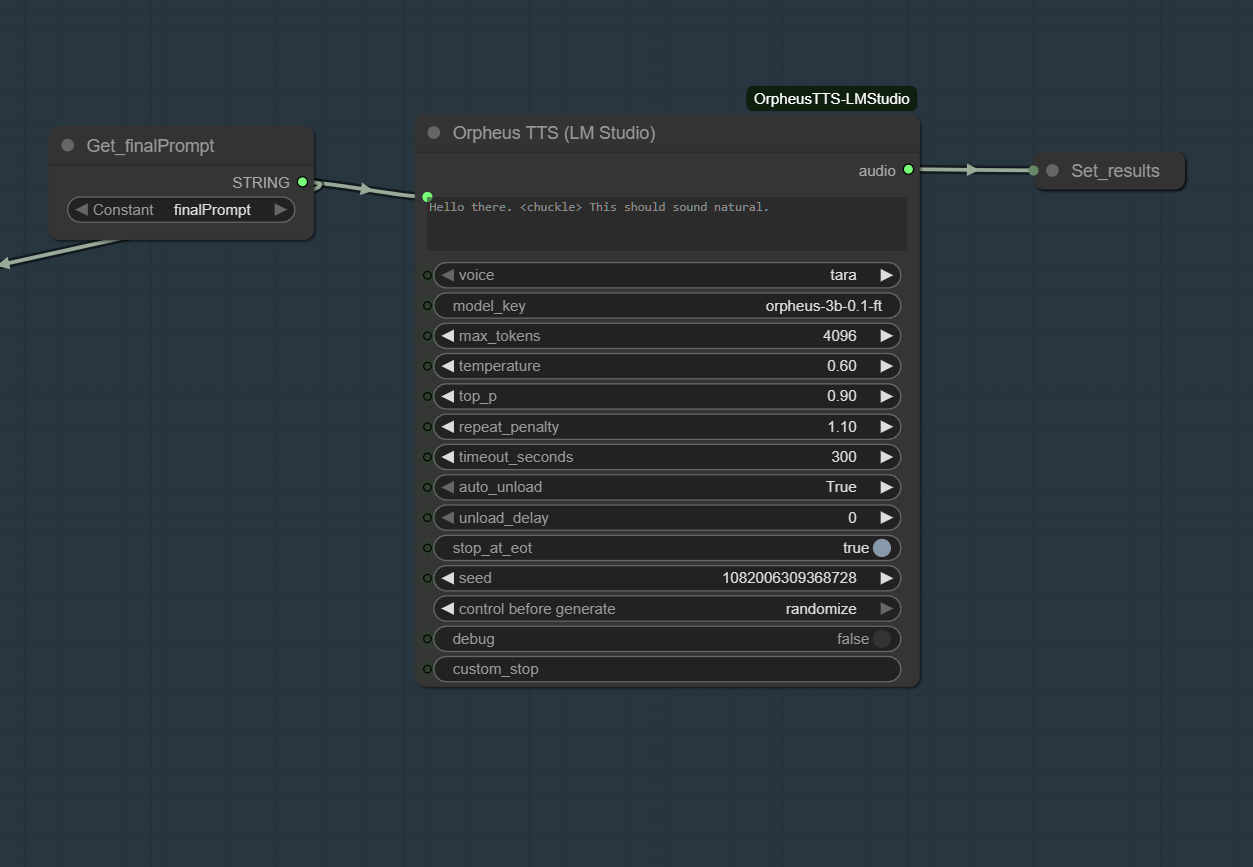 OrpheusTTS-LMStudio
Get_finalPrompt
STRING
Constant finalPrompt
Orpheus TTS (LM Studio)
audio
Hello there. <chuckle> This should sound natural.
voice tara
model_key orpheus-3b-0.1-ft
max_tokens 4096
temperature 0.60
top_p 0.90
repeat_penalty 1.10
timeout_seconds 300
auto_unload True
unload_delay 0
stop_at_eot true
seed 1082006309368728
control before generate randomize
debug false
custom_stop
Set_results